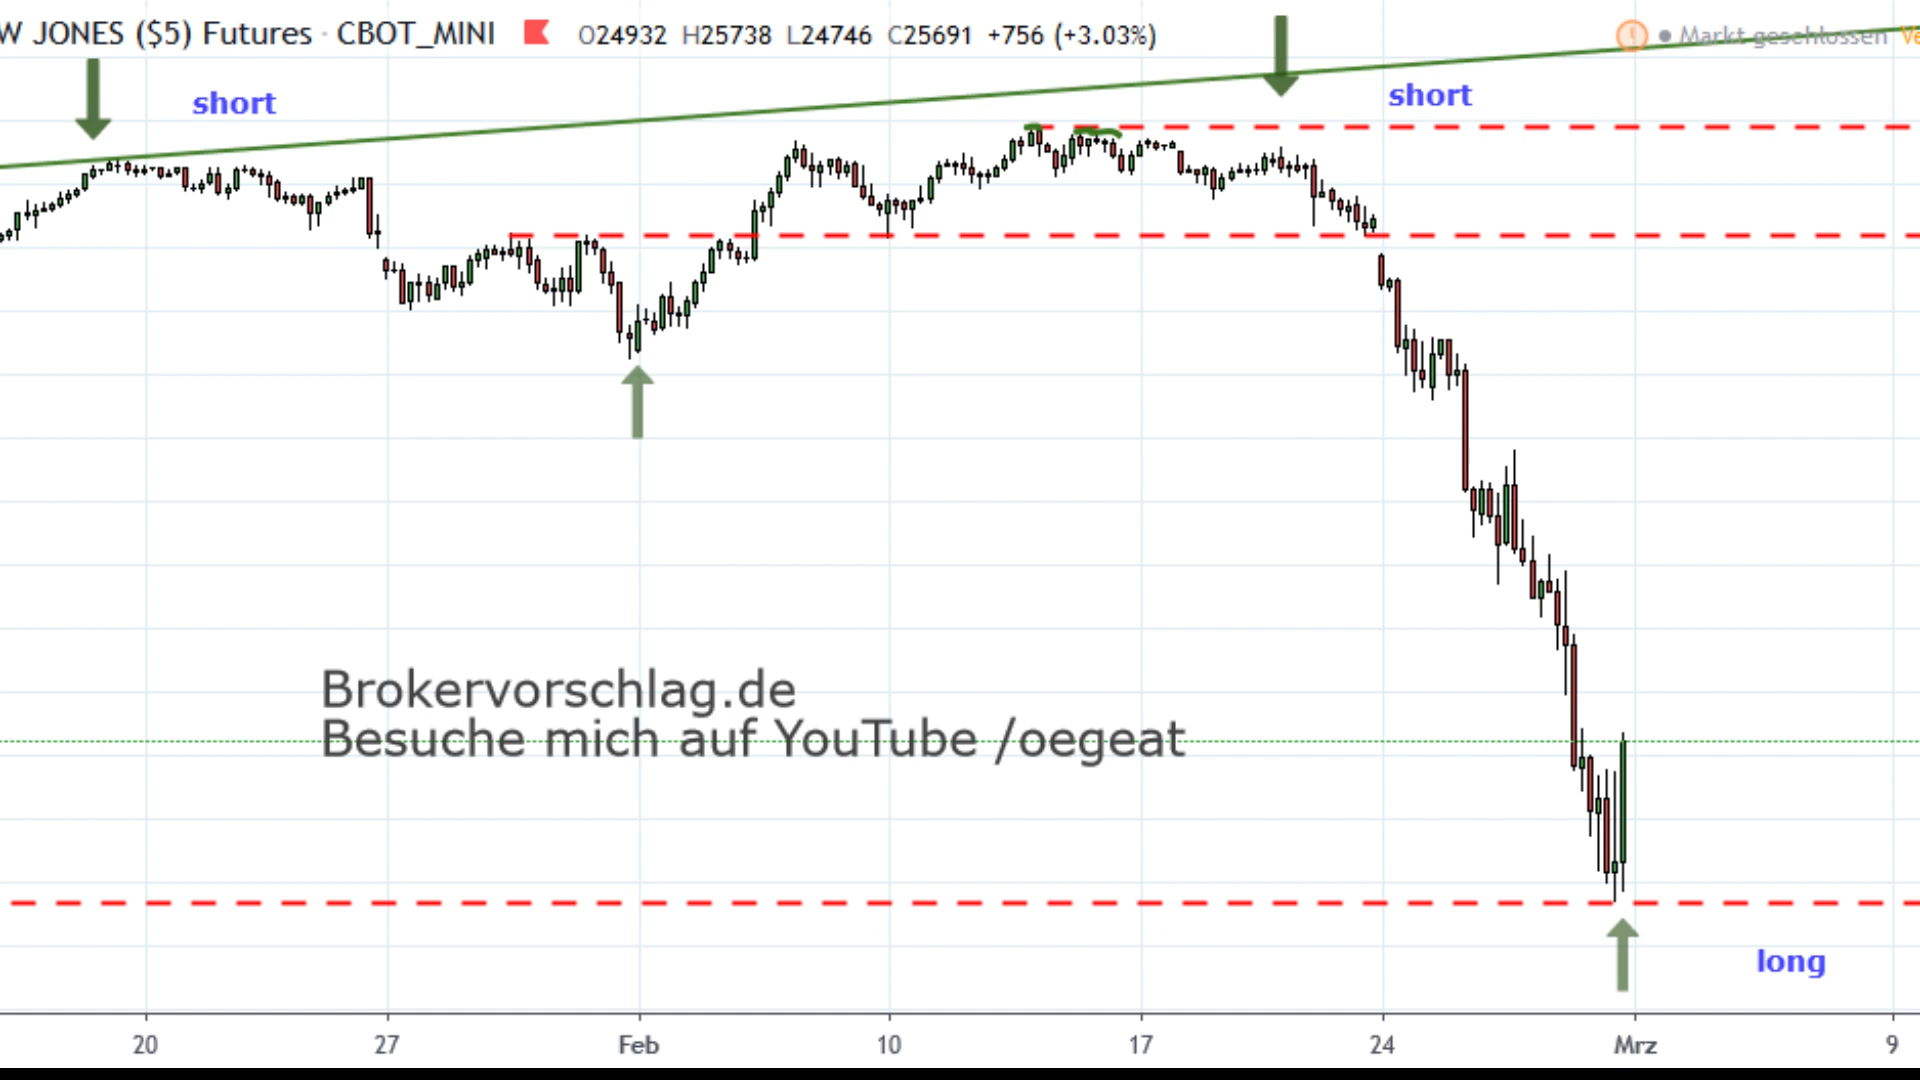 W JONES ($5) Futures · CBOT_MINI O24932 H25738 L24746 C25691 +756 (+3.03%)
Markt geschlossen Ve
short
short
Brokervorschlag.de
Besuche mich auf YouTube /oegeat
long
20 27 Feb 10 17 24 Mrz 9